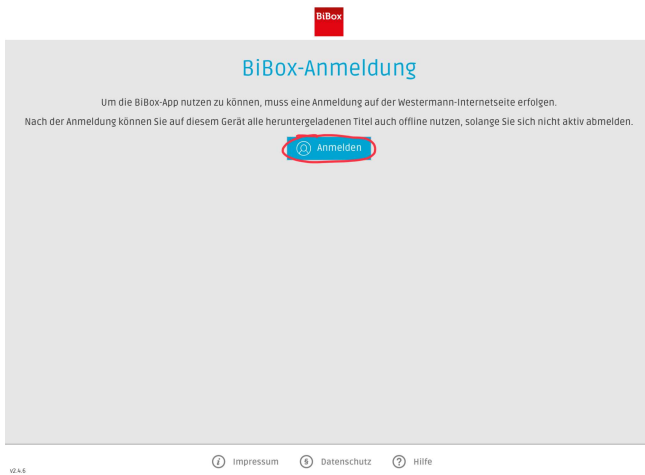 BiBox
BiBox-Anmeldung
Um die BiBox-App nutzen zu können, muss eine Anmeldung auf der Westermann-Internetseite erfolgen.
Nach der Anmeldung können Sie auf diesem Gerät alle heruntergeladenen Titel auch offline nutzen, solange Sie sich nicht aktiv abmelden.
Anmelden
i Impressum § Datenschutz ? Hilfe
v2.4.6